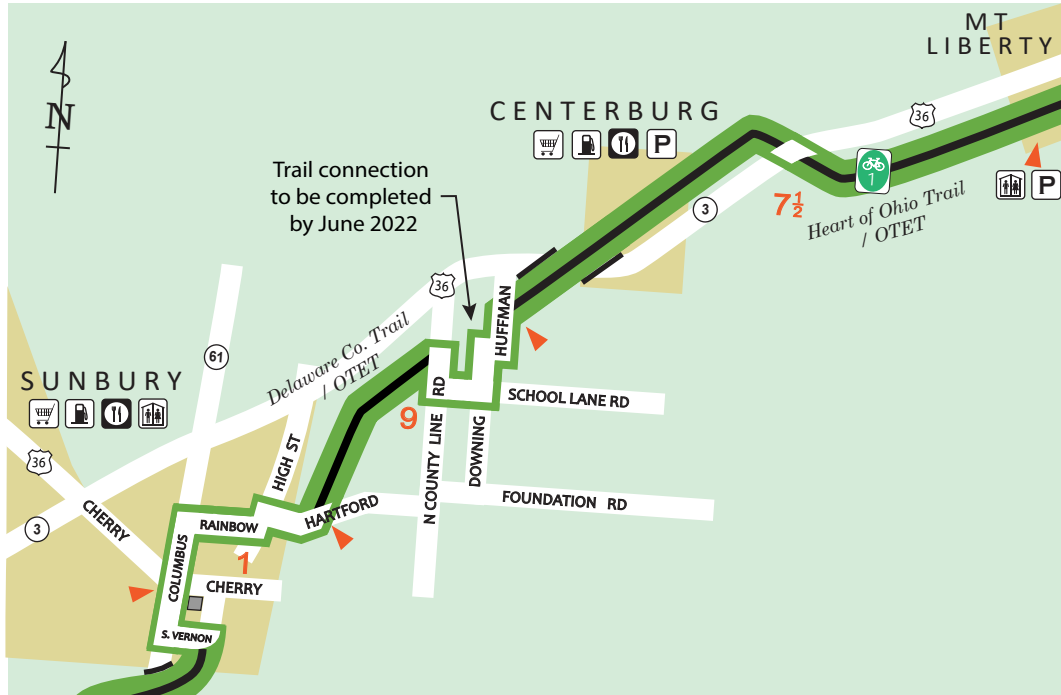 MT
LIBERTY
N
36
CENTERBURG
P
1
P
Trail connection
to be completed
by June 2022
3
7½
Heart of Ohio Trail
/ OTET
36
HUFFMAN
61
Delaware Co. Trail
/ OTET
SUNBURY
RD
SCHOOL LANE RD
9
HIGH ST
N COUNTY LINE
DOWNING
36
CHERRY
FOUNDATION RD
HARTFORD
RAINBOW
3
1
COLUMBUS
CHERRY
S. VERNON